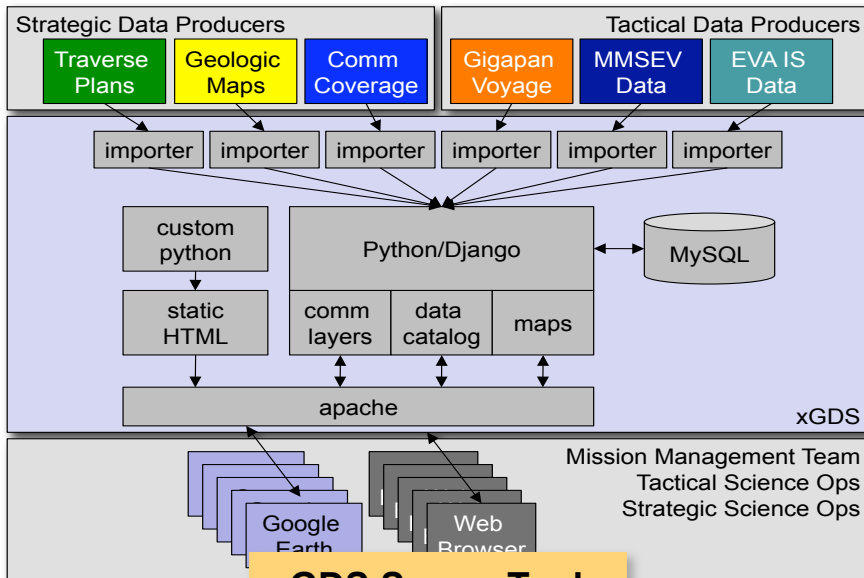 Strategic Data Producers
Tactical Data Producers
Traverse
Plans
Geologic
Maps
Comm
Coverage
Gigapan
Voyage
MMSEV
Data
EVA IS
Data
importer
importer
importer
importer
importer
importer
custom
python
Python/Django
MySQL
static
HTML
comm
layers
data
catalog
maps
apache
xGDS
Mission Management Team
Tactical Science Ops
Strategic Science Ops
Google
Earth
Web
Browser